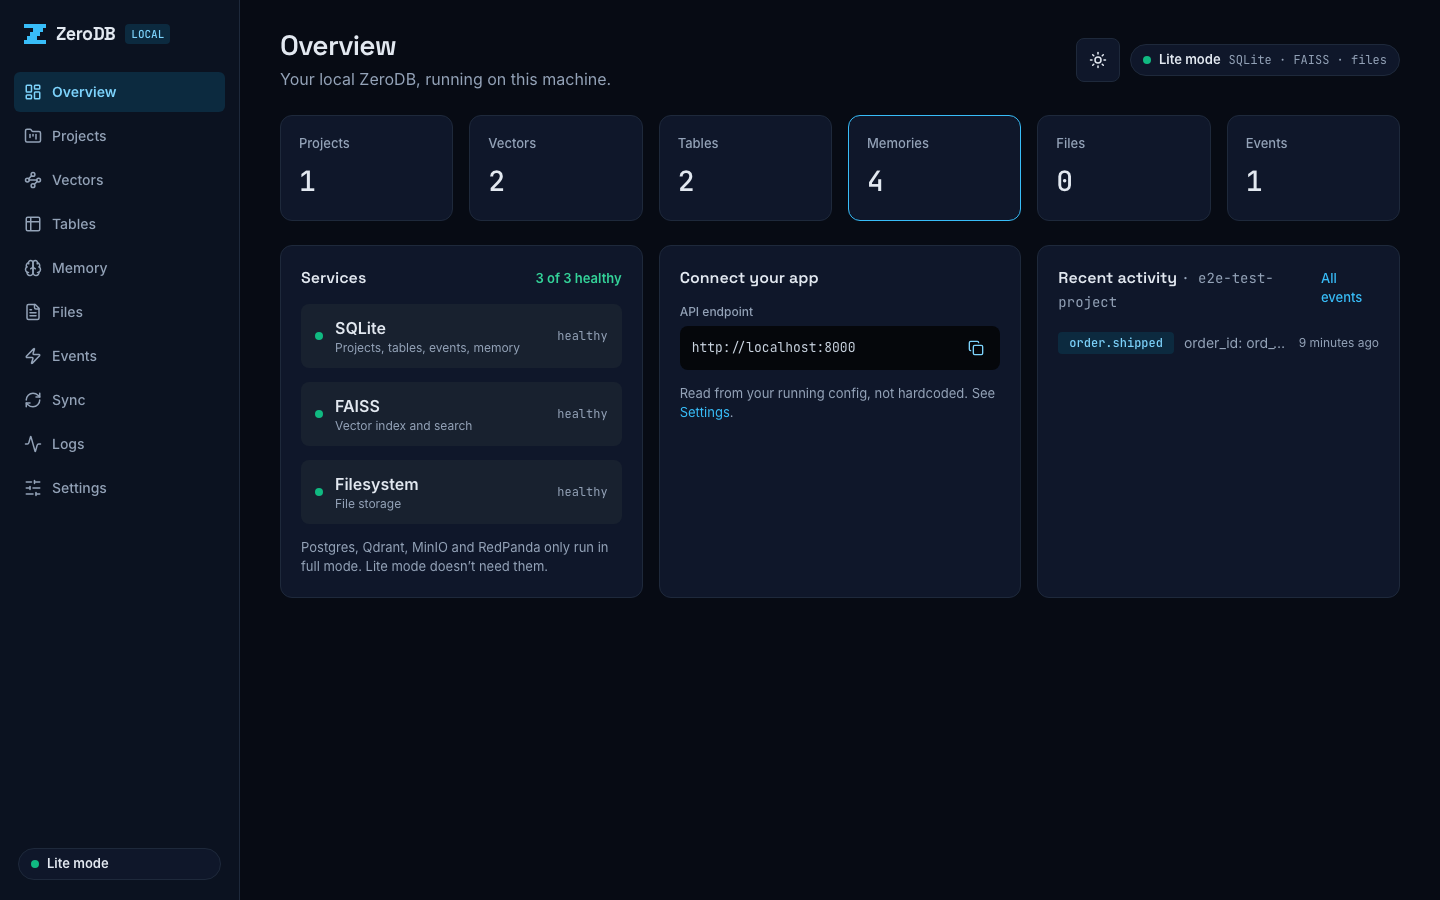 ZeroDB LOCAL
Overview
Projects
Vectors
Tables
Memory
Files
Events
Sync
Logs
Settings
Lite mode
Overview
Your local ZeroDB, running on this machine.
Lite mode SQLite · FAISS · files
Projects
1
Vectors
2
Tables
2
Memories
4
Files
0
Events
1
Services
3 of 3 healthy
SQLite
Projects, tables, events, memory
healthy
FAISS
Vector index and search
healthy
Filesystem
File storage
healthy
Postgres, Qdrant, MinIO and RedPanda only run in
full mode. Lite mode doesn't need them.
Connect your app
API endpoint
http://localhost:8000
Read from your running config, not hardcoded. See
Settings.
Recent activity · e2e-test-
project
All
events
order.shipped order_id: ord_... 9 minutes ago